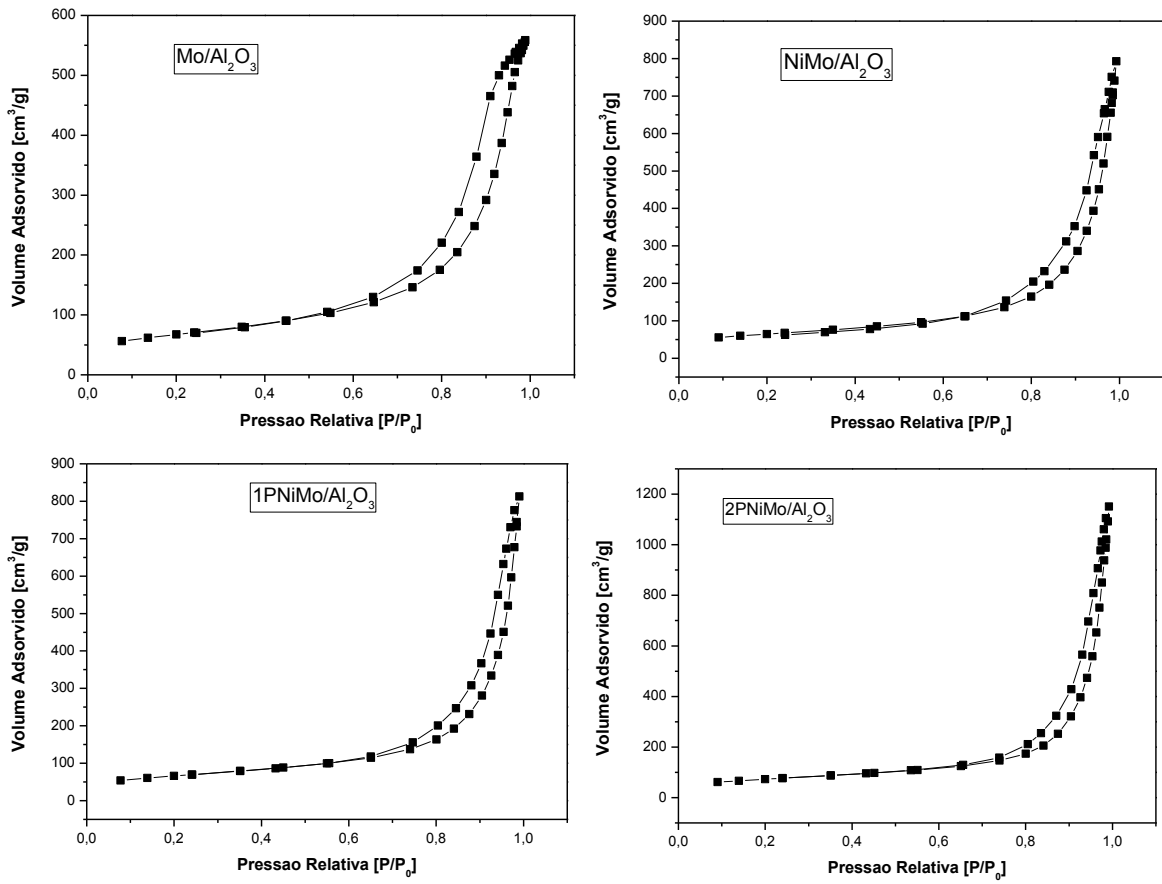 Mo/Al₂O₃
600
500
400
300
200
100
0
Volume Adsorvido [cm³/g]
0,0 0,2 0,4 0,6 0,8 1,0
Pressao Relativa [P/P₀]
NiMo/Al₂O₃
900
800
700
600
500
400
300
200
100
0
Volume Adsorvido [cm³/g]
0,0 0,2 0,4 0,6 0,8 1,0
Pressao Relativa [P/P₀]
1PNiMo/Al₂O₃
900
800
700
600
500
400
300
200
100
0
Volume Adsorvido [cm³/g]
0,0 0,2 0,4 0,6 0,8 1,0
Pressao Relativa [P/P₀]
2PNiMo/Al₂O₃
1200
1000
800
600
400
200
0
Volume Adsorvido [cm³/g]
0,0 0,2 0,4 0,6 0,8 1,0
Pressao Relativa [P/P₀]